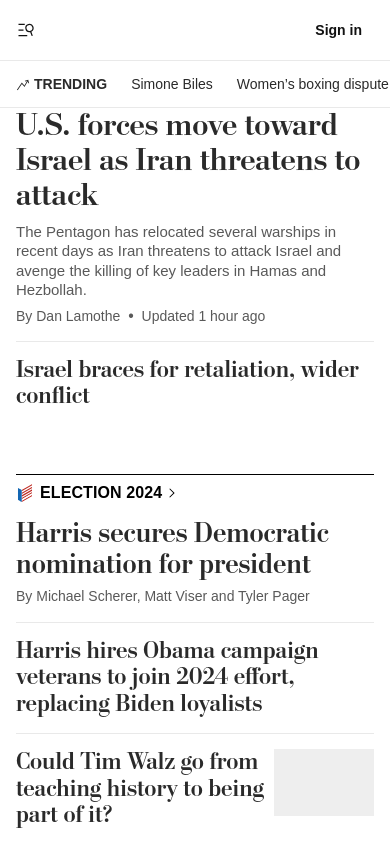 Sign in
TRENDING Simone Biles Women’s boxing dispute
U.S. forces move toward
Israel as Iran threatens to
attack
The Pentagon has relocated several warships in
recent days as Iran threatens to attack Israel and
avenge the killing of key leaders in Hamas and
Hezbollah.
By Dan Lamothe • Updated 1 hour ago
Israel braces for retaliation, wider
conflict
ELECTION 2024
Harris secures Democratic
nomination for president
By Michael Scherer, Matt Viser and Tyler Pager
Harris hires Obama campaign
veterans to join 2024 effort,
replacing Biden loyalists
Could Tim Walz go from
teaching history to being
part of it?